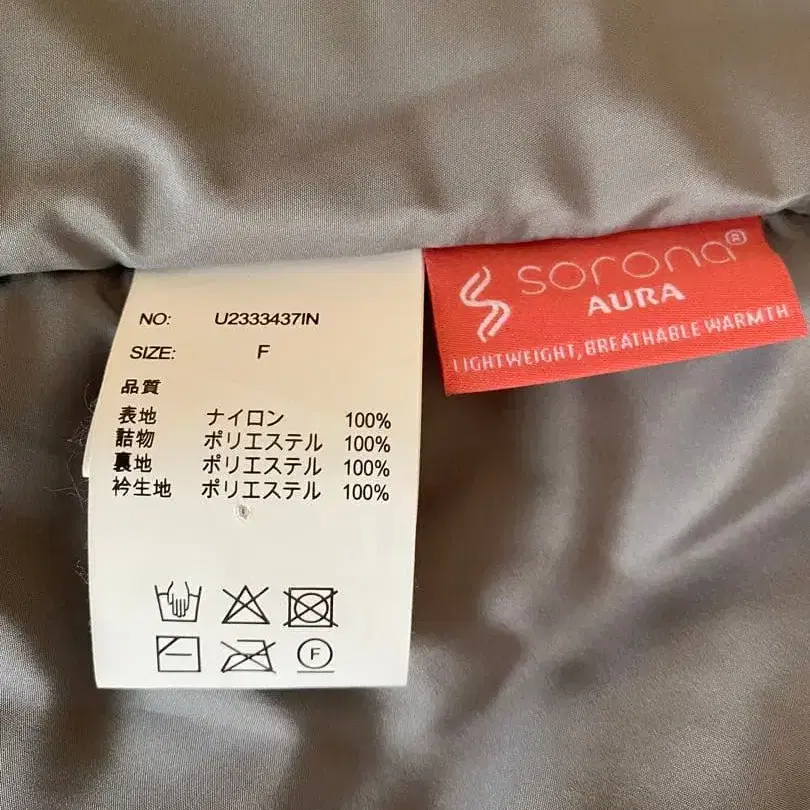 NO: U2333437IN
SIZE: F
品質
表地 ナイロン 100%
詰物 ポリエステル 100%
裏地 ポリエステル 100%
衿生地 ポリエステル 100%
F
sorona®
AURA
LIGHTWEIGHT, BREATHABLE WARMTH